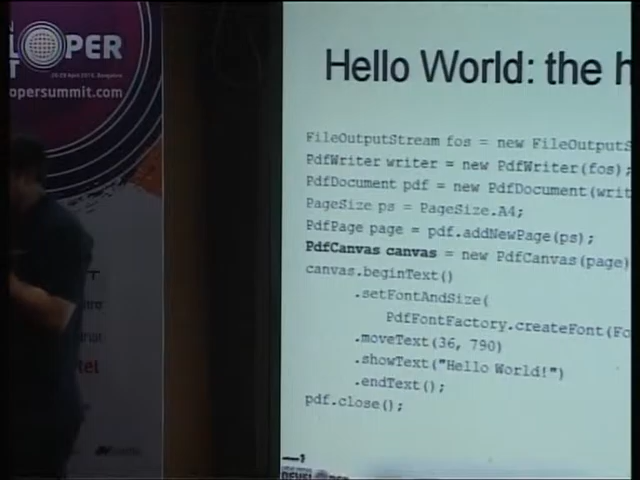 OPER
opersummit.com
tel
Hello World: the h
FileOutputStream fos = new FileOutputS
PdfWriter writer = new PdfWriter(fos);
PdfDocument pdf = new PdfDocument(writ
PageSize ps = PageSize.A4;
PdfPage page = pdf.addNewPage(ps);
PdfCanvas canvas = new PdfCanvas(page)
canvas.beginText()
.setFontAndSize(
PdfFontFactory.createFont(Fo
.moveText(36, 790)
.showText("Hello World!")
.endText();
pdf.close();